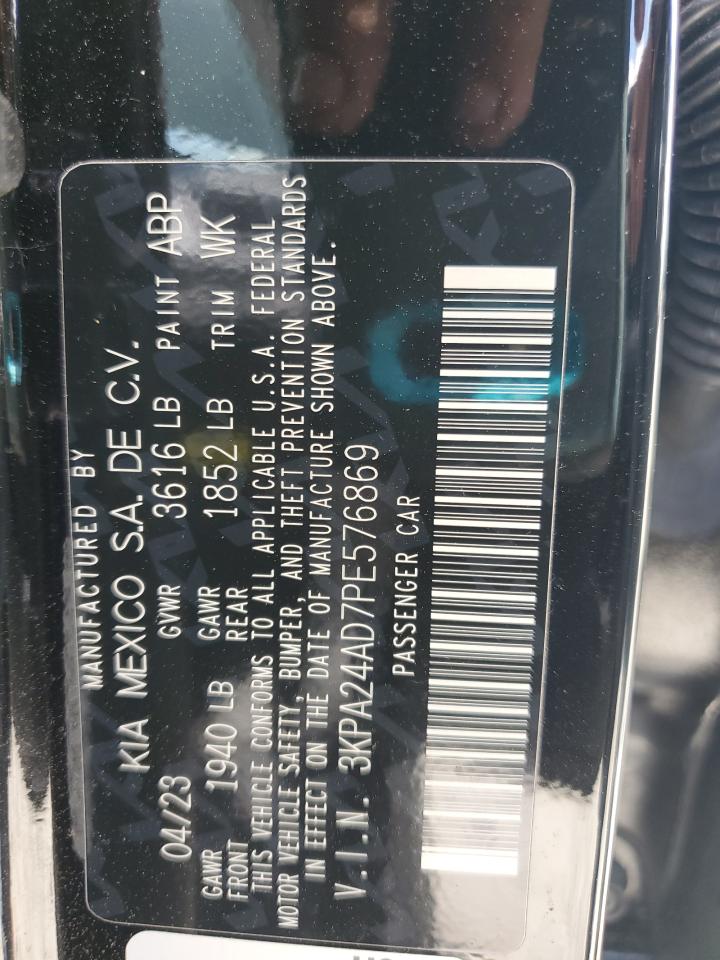 MANUFACTURED BY
KIA MEXICO S.A. DE C.V.
04/23 GVWR 3616 LB PAINT ABP
GAWR FRONT 1940 LB GAWR REAR 1852 LB TRIM WK
THIS VEHICLE CONFORMS TO ALL APPLICABLE U.S.A. FEDERAL
MOTOR VEHICLE SAFETY, BUMPER, AND THEFT PREVENTION STANDARDS
IN EFFECT ON THE DATE OF MANUFACTURE SHOWN ABOVE.
V.I.N. 3KPA24AD7PE576869
PASSENGER CAR